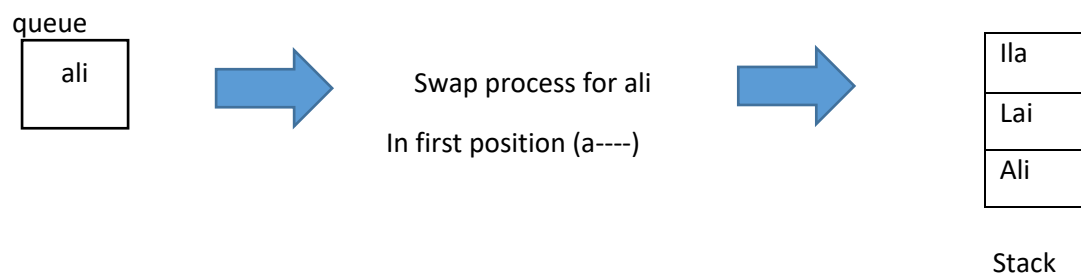 queue
ali
Swap process for ali
In first position (a----)
Ila
Lai
Ali
Stack